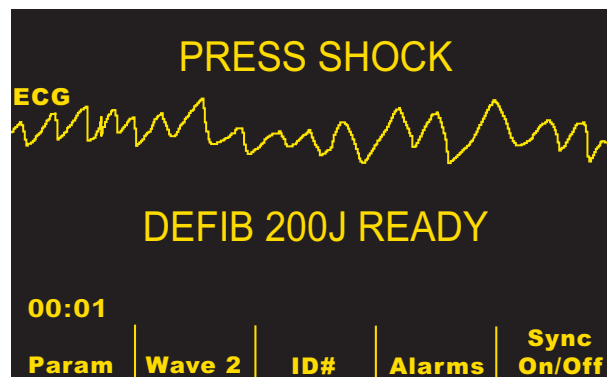 PRESS SHOCK
ECG
DEFIB 200J READY
00:01
Param Wave 2 ID# Alarms Sync On/Off